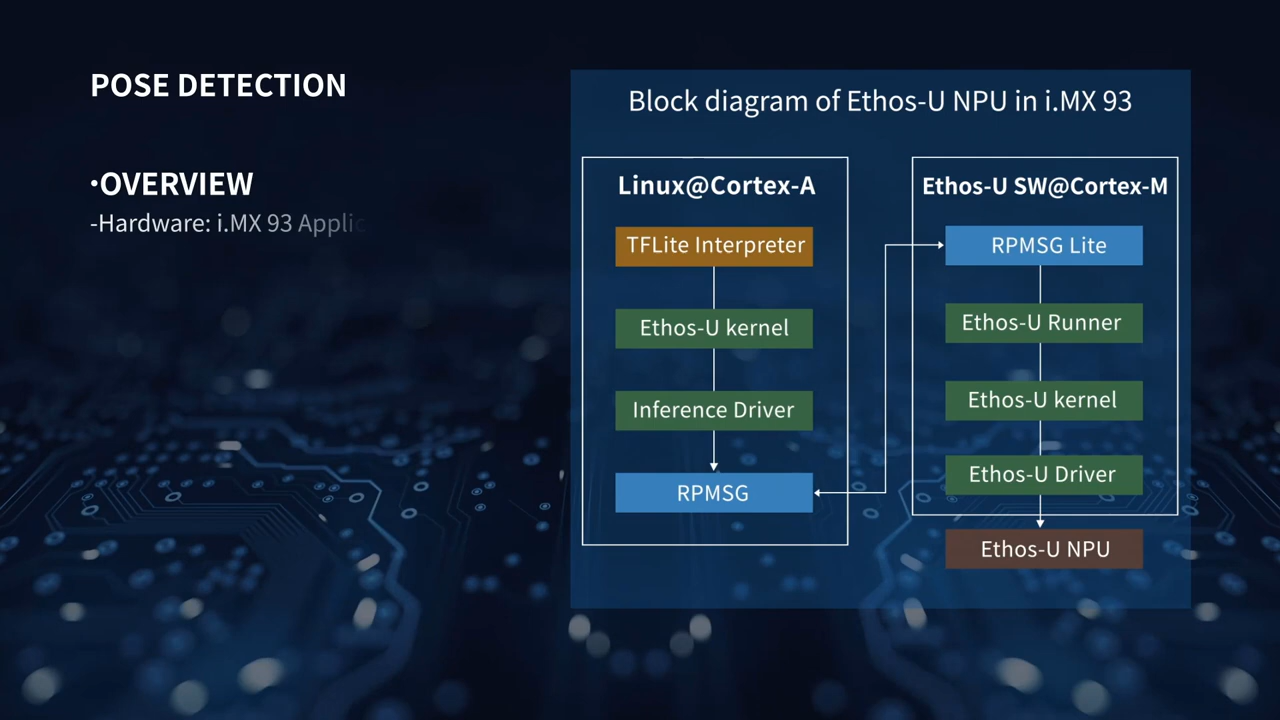 POSE DETECTION
•OVERVIEW
-Hardware: i.MX 93
Block diagram of Ethos-U NPU in i.MX 93
Linux@Cortex-A
TFLite Interpreter
Ethos-U kernel
Inference Driver
RPMSG
Ethos-U SW@Cortex-M
RPMSG Lite
Ethos-U Runner
Ethos-U kernel
Ethos-U Driver
Ethos-U NPU